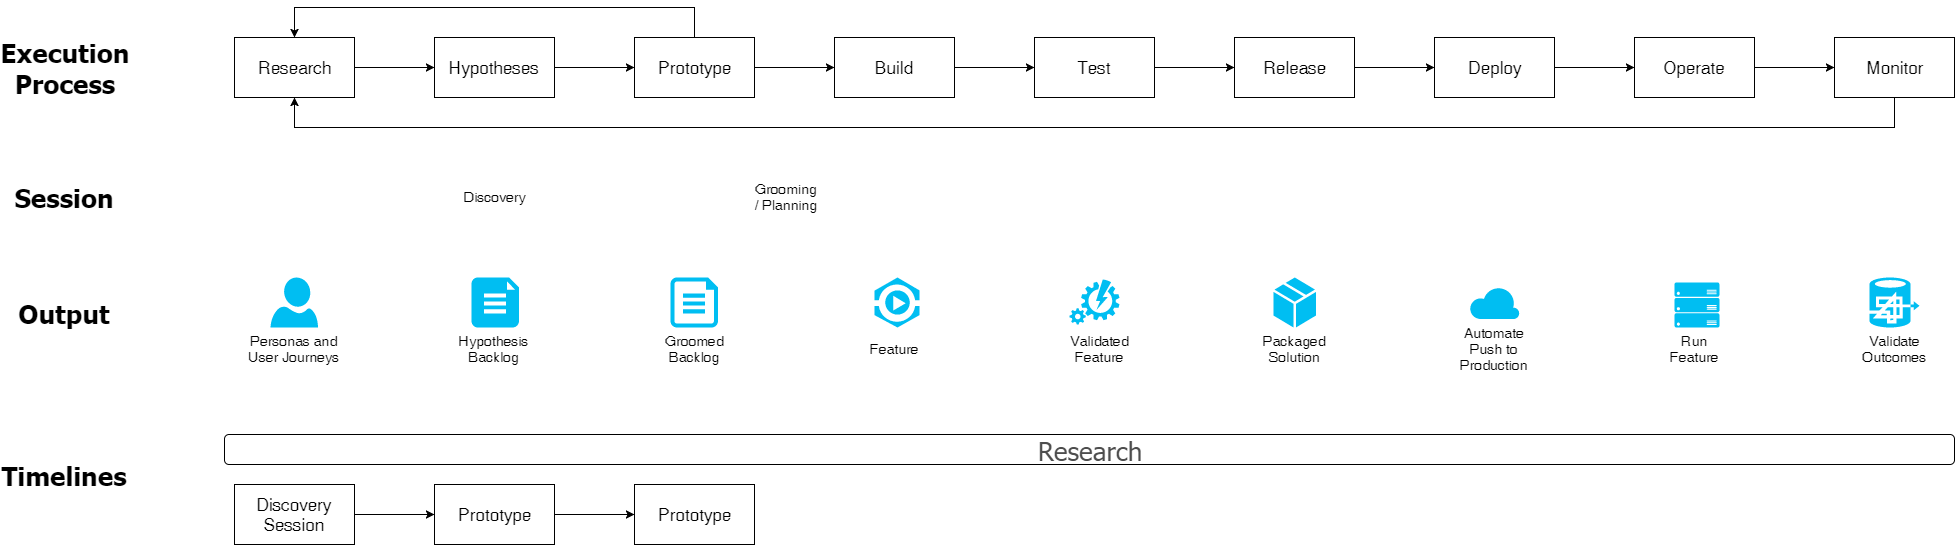 Execution
Process
Research
Hypotheses
Prototype
Build
Test
Release
Deploy
Operate
Monitor
Session
Discovery
Grooming
/ Planning
Output
Personas and
User Journeys
Hypothesis
Backlog
Groomed
Backlog
Feature
Validated
Feature
Packaged
Solution
Automate
Push to
Production
Run
Feature
Validate
Outcomes
Timelines
Research
Discovery
Session
Prototype
Prototype